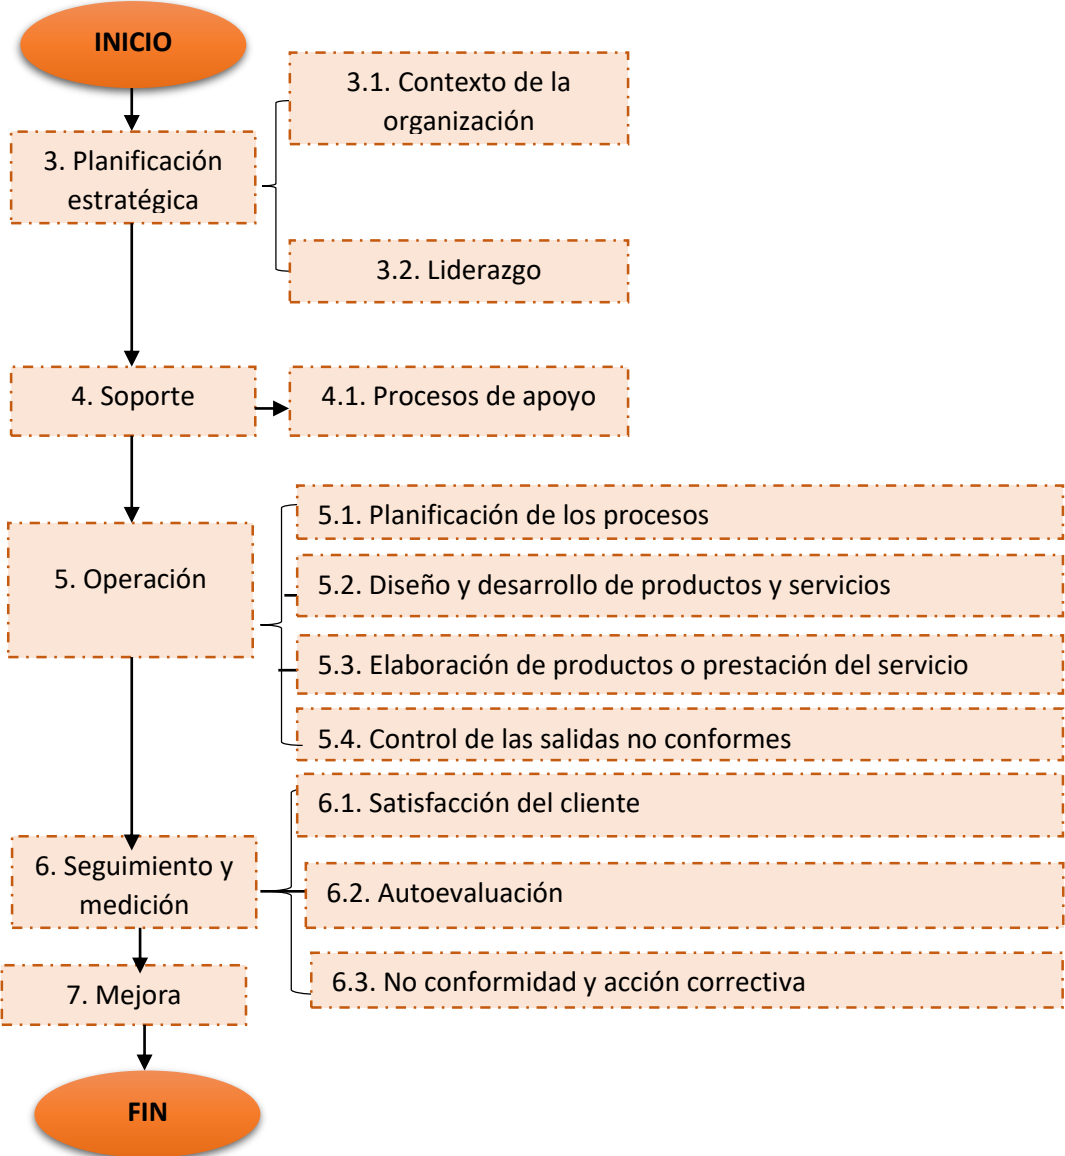 INICIO
3.1. Contexto de la
organización
3. Planificación
estratégica
3.2. Liderazgo
4. Soporte
4.1. Procesos de apoyo
5. Operación
5.1. Planificación de los procesos
5.2. Diseño y desarrollo de productos y servicios
5.3. Elaboración de productos o prestación del servicio
5.4. Control de las salidas no conformes
6. Seguimiento y
medición
6.1. Satisfacción del cliente
6.2. Autoevaluación
6.3. No conformidad y acción correctiva
7. Mejora
FIN